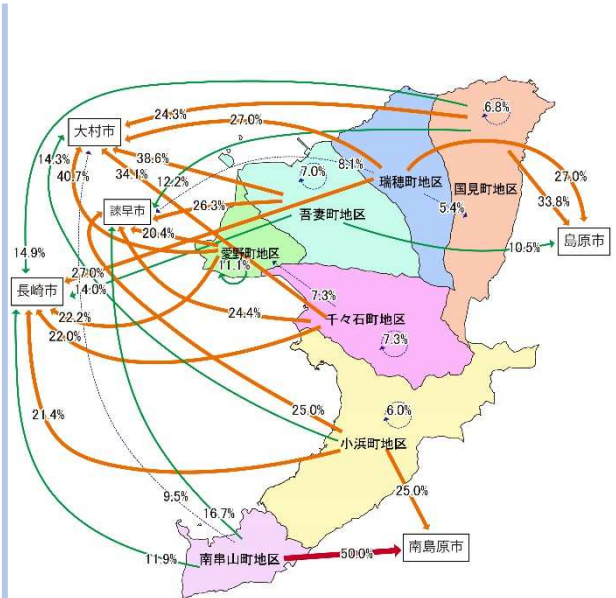 6.8%
24.3%
27.0%
大村市
14.3%
38.6%
8.1%
7.0%
瑞穂町地区
国見町地区
27.0%
40.7%
34.1%
12.2%
33.8%
5.4%
諫早市
26.3%
吾妻町地区
島原市
20.4%
10.5%
愛野町地区
14.9%
11.1%
27.0%
14.0%
長崎市
7.3%
22.2%
24.4%
千々石町地区
22.0%
7.3%
21.4%
25.0%
6.0%
小浜町地区
25.0%
9.5%
16.7%
南島原市
50.0%
南串山町地区
11.9%